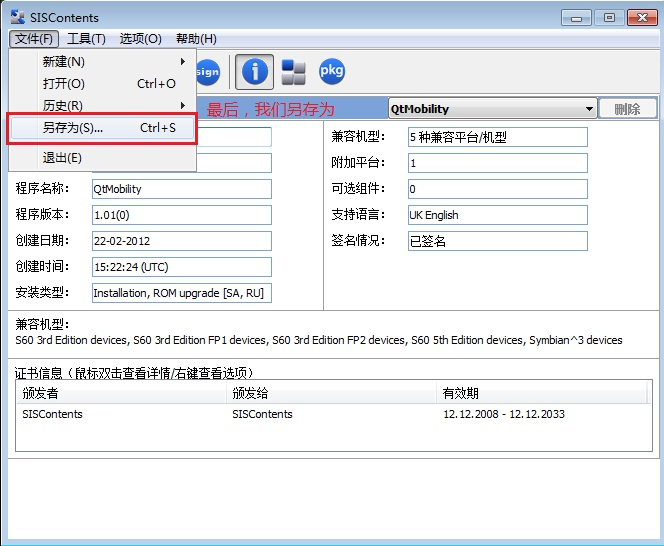 SISContents
文件(F) 工具(T) 选项(O) 帮助(H)
新建(N)
打开(O) Ctrl+O
历史(R)
另存为(S)... Ctrl+S
退出(E)
sign pkg
最后，我们另存为 QtMobility 删除
兼容机型： 5 种兼容平台/机型
附加平台： 1
程序名称： QtMobility 可选组件： 0
程序版本： 1.01(0) 支持语言： UK English
创建日期： 22-02-2012 签名情况： 已签名
创建时间： 15:22:24 (UTC)
安装类型： Installation, ROM upgrade [SA, RU]
兼容机型：
S60 3rd Edition devices, S60 3rd Edition FP1 devices, S60 3rd Edition FP2 devices, S60 5th Edition devices, Symbian^3 devices
证书信息（鼠标双击查看详情/右键查看选项）
颁发者 颁发给 有效期
SISContents SISContents 12.12.2008 - 12.12.2033